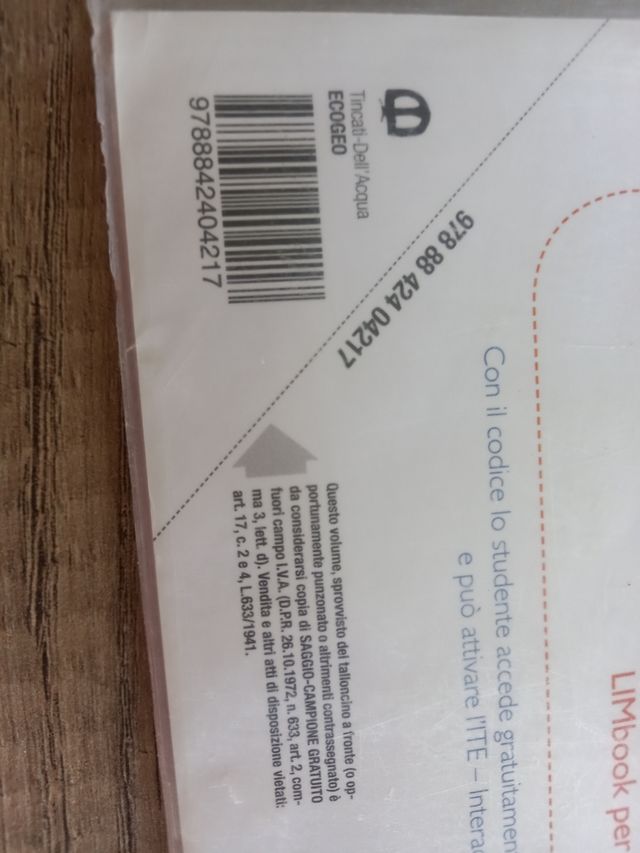 Tincati-Dell'Acqua
ECOGEO
9788842404217
978 88 424 04217
Questo volume, sprovvisto del talloncino a fronte (o op-
portunamente punzonato o altrimenti contrassegnato) è
da considerarsi copia di SAGGIO-CAMPIONE GRATUITO
fuori campo I.V.A. (D.P.R. 26.10.1972, n. 633, art. 2, com-
ma 3, lett. d). Vendita e altri atti di disposizione vietati:
art. 17, c. 2 e 4, L.633/1941.
LIMbook per
Con il codice lo studente accede gratuitamen
e può attivare l'ITE – Interac